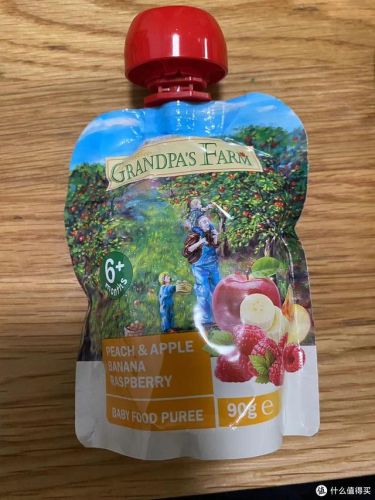 GRANDPA'S FARM
6+
MONTHS
PEACH & APPLE
BANANA
RASPBERRY
BABY FOOD PUREE
90g e
值 什么值得买